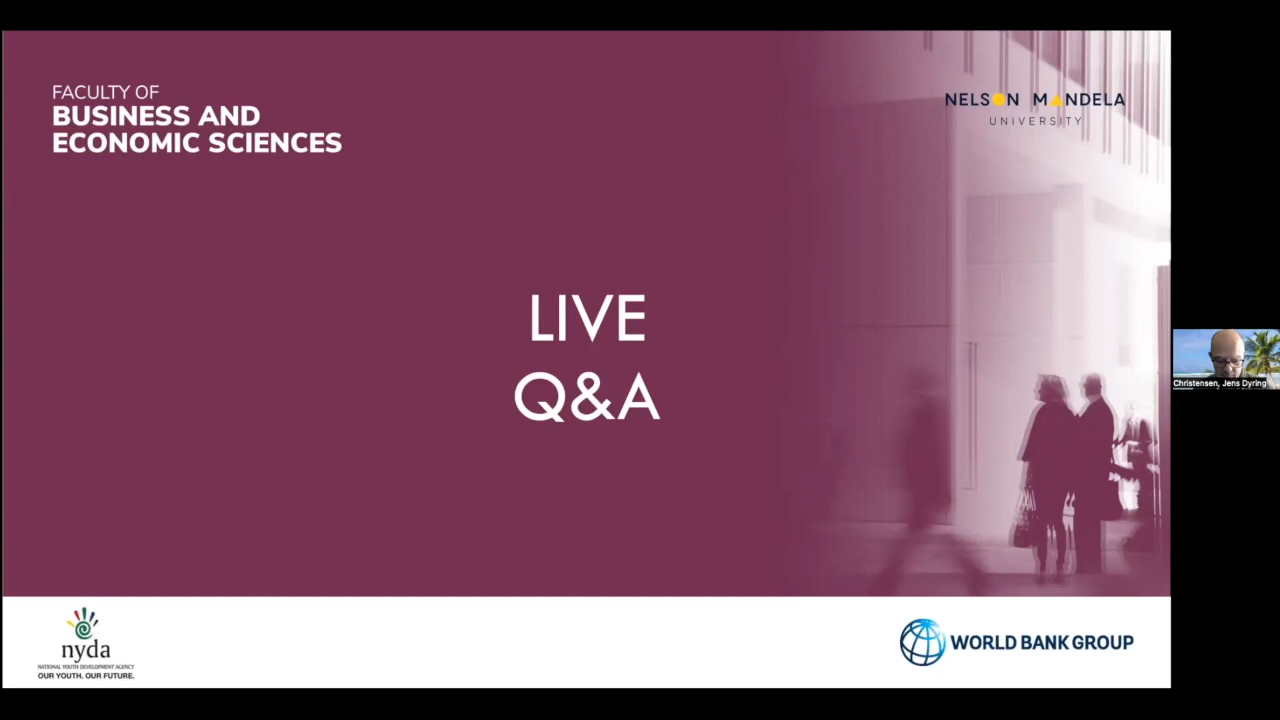 FACULTY OF
BUSINESS AND
ECONOMIC SCIENCES
NELSON MANDELA
UNIVERSITY
LIVE
Q&A
Christensen, Jens Dyring
nyda
NATIONAL YOUTH DEVELOPMENT AGENCY
OUR YOUTH. OUR FUTURE.
WORLD BANK GROUP